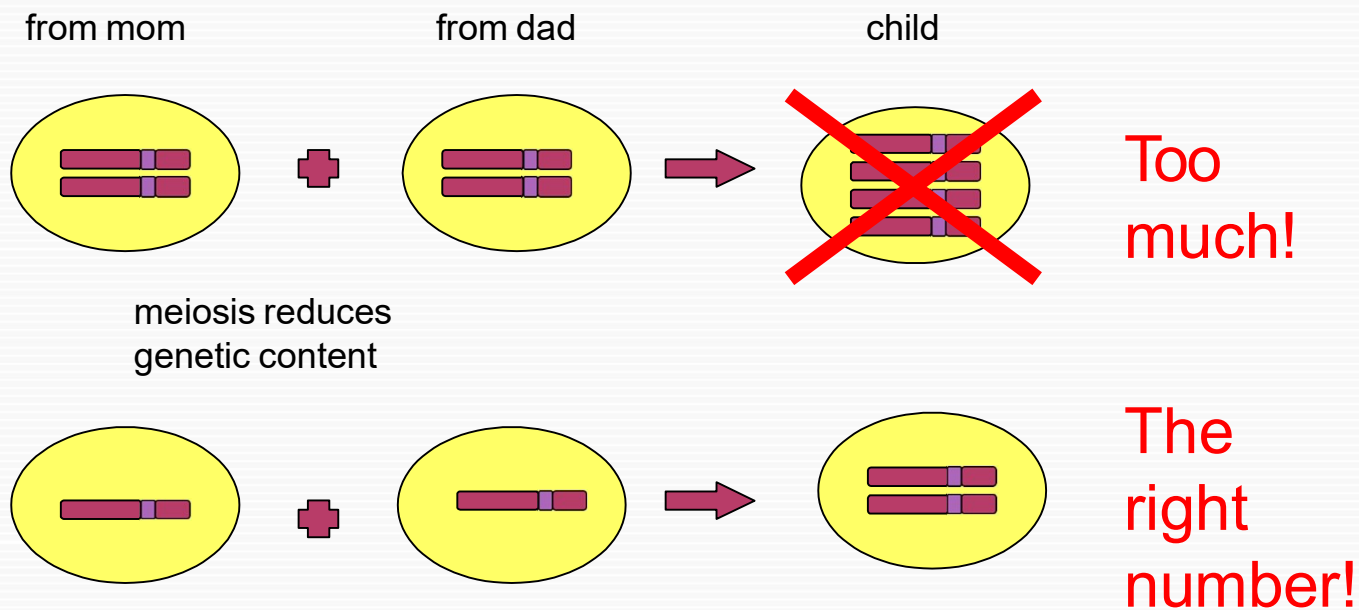 from mom
from dad
child
Too
much!
meiosis reduces
genetic content
The
right
number!